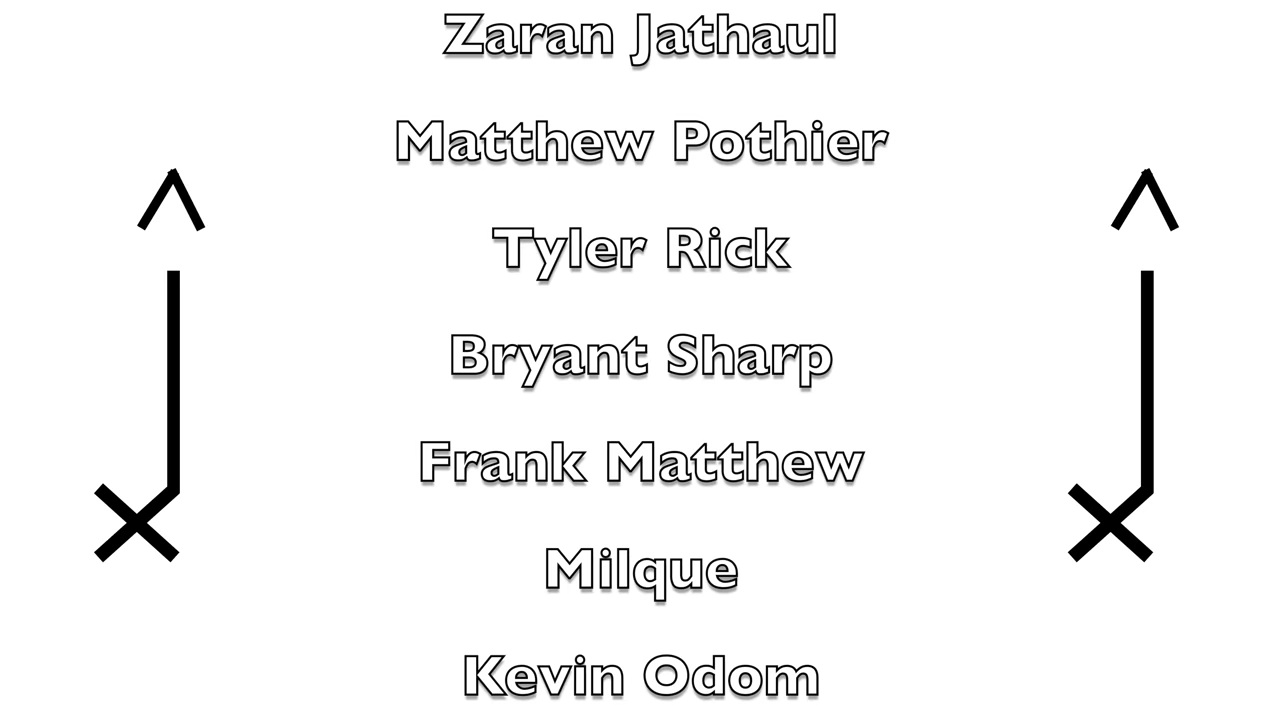 Zaran Jathaul
Matthew Pothier
Tyler Rick
Bryant Sharp
Frank Matthew
Milque
Kevin Odom